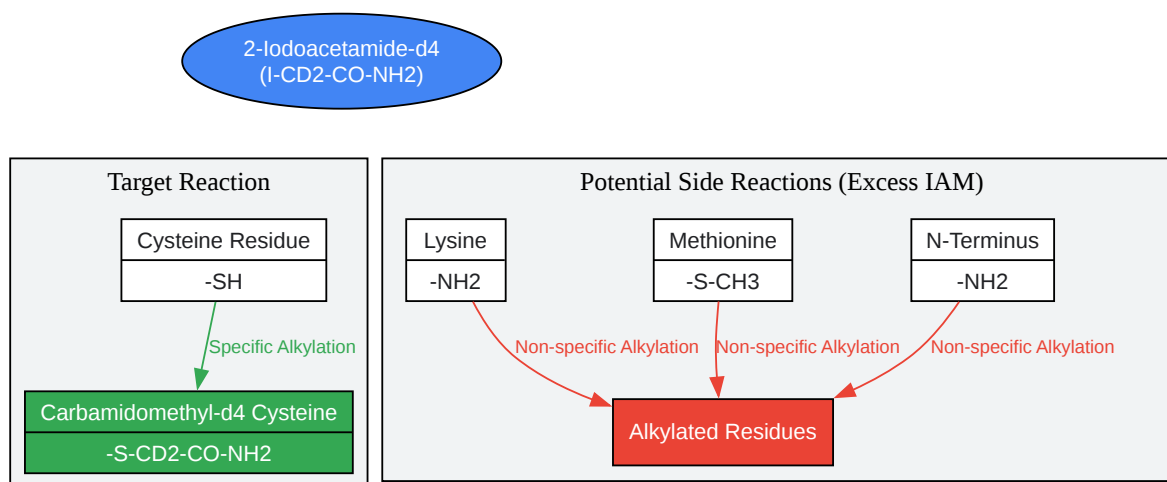 2-Iodoacetamide-d4
(I-CD2-CO-NH2)
Target Reaction
Cysteine Residue
-SH
Specific Alkylation
Carbamidomethyl-d4 Cysteine
-S-CD2-CO-NH2
Potential Side Reactions (Excess IAM)
Lysine
-NH2
Methionine
-S-CH3
N-Terminus
-NH2
Non-specific Alkylation
Non-specific Alkylation
Non-specific Alkylation
Alkylated Residues